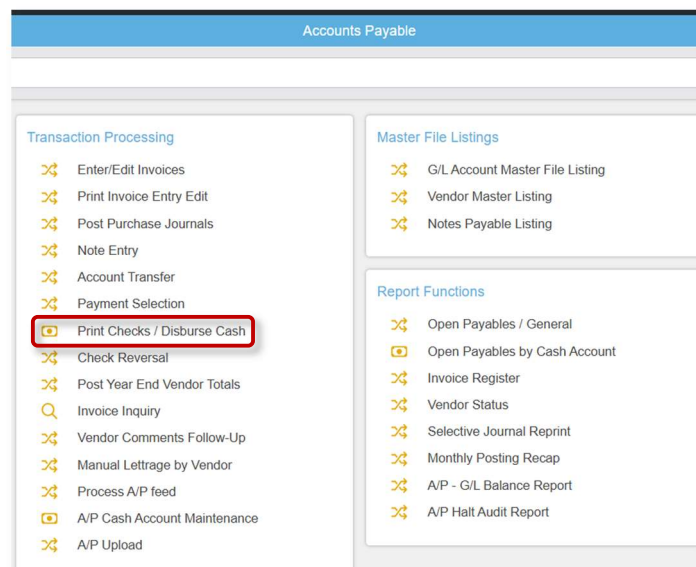 Accounts Payable
Transaction Processing
Enter/Edit Invoices
Print Invoice Entry Edit
Post Purchase Journals
Note Entry
Account Transfer
Payment Selection
Print Checks / Disburse Cash
Check Reversal
Post Year End Vendor Totals
Invoice Inquiry
Vendor Comments Follow-Up
Manual Lettrage by Vendor
Process A/P feed
A/P Cash Account Maintenance
A/P Upload
Master File Listings
G/L Account Master File Listing
Vendor Master Listing
Notes Payable Listing
Report Functions
Open Payables / General
Open Payables by Cash Account
Invoice Register
Vendor Status
Selective Journal Reprint
Monthly Posting Recap
A/P - G/L Balance Report
A/P Halt Audit Report